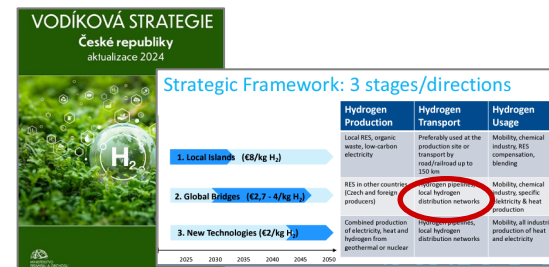 VODÍKOVÁ STRATEGIE
České republiky
aktualizace 2024
H2
Strategic Framework: 3 stages/directions
Hydrogen Production
Hydrogen Transport
Hydrogen Usage
1. Local Islands (€8/kg H₂)
Local RES, organic waste, low-carbon electricity
Preferably used at the production site or transport by road/railroad up to 150 km
Mobility, chemical industry, RES compensation, blending
2. Global Bridges (€2,7 - 4/kg H₂)
RES in other countries (Czech and foreign producers)
Hydrogen pipelines, local hydrogen distribution networks
Mobility, chemical industry, specific elektricity & heat production
3. New Technologies (€2/kg H₂)
Combined production of electricity, heat and hydrogen from geothermal or nuclear
Hydrogen pipelines, local hydrogen distribution networks
Mobility, all industri production of heat and electricity
2025 2030 2035 2040 2045 2050